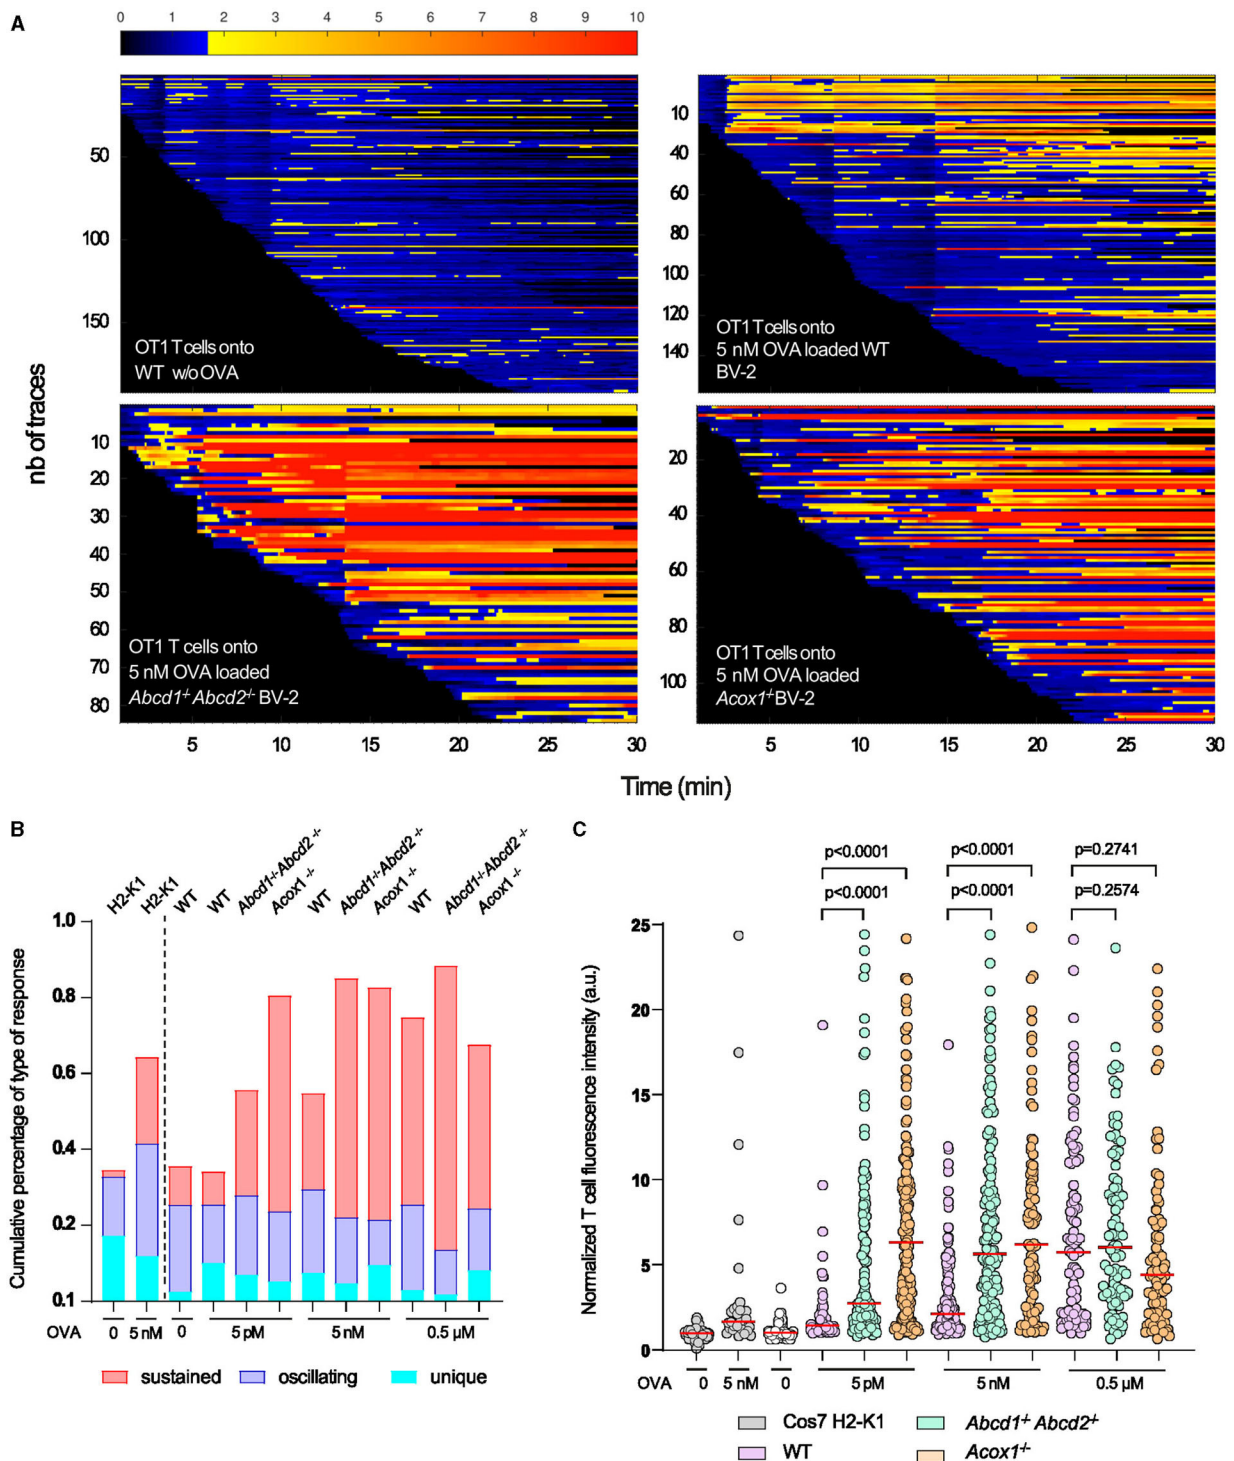 A
0 1 2 3 4 5 6 7 8 9 10
50
100
150
OT1 T cells onto
WT w/o OVA
10
40
60
80
100
120
140
OT1 T cells onto
5 nM OVA loaded WT
BV-2
nb of traces
10
20
30
40
50
60
70
80
OT1 T cells onto
5 nM OVA loaded
Abcd1-/- Abcd2-/- BV-2
5 10 15 20 25 30
20
40
60
80
100
OT1 T cells onto
5 nM OVA loaded
Acox1-/- BV-2
5 10 15 20 25 30
Time (min)
B
H2-K1
H2-K1
WT
WT
Abcd1-/-Abcd2 -/-
Acox1 -/-
WT
Abcd1-/-Abcd2 -/-
Acox1 -/-
WT
Abcd1-/-Abcd2 -/-
Acox1 -/-
Cumulative percentage of type of response
1.0
0.8
0.6
0.4
0.2
0.1
OVA 0 5 nM 0 5 pM 5 nM 0.5 µM
sustained oscillating unique
C
p<0.0001 p<0.0001 p=0.2741
p<0.0001 p<0.0001 p=0.2574
Normalized T cell fluorescence intensity (a.u.)
25
20
15
10
5
0
OVA 0 5 nM 0 5 pM 5 nM 0.5 µM
Cos7 H2-K1 Abcd1-/- Abcd2-/-
WT Acox1-/-